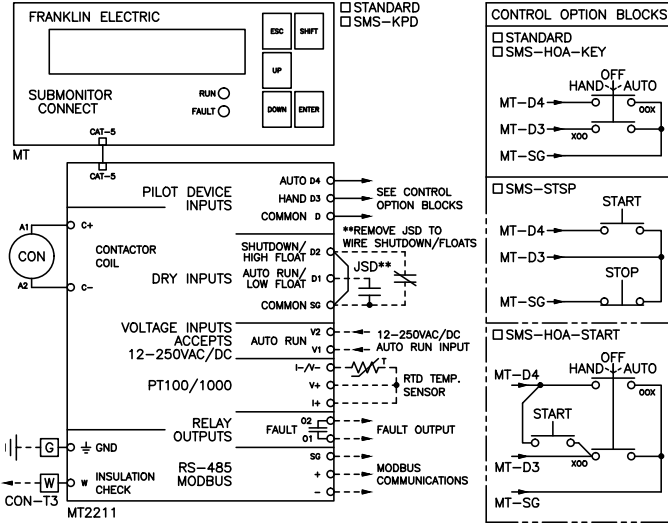 FRANKLIN ELECTRIC
ESC
SHIFT
UP
DOWN
ENTER
SUBMONITOR
CONNECT
RUN
FAULT
□ STANDARD
□ SMS-KPD
CAT-5
MT
CAT-5
PILOT DEVICE
INPUTS
AUTO D4
HAND D3
COMMON D
SEE CONTROL
OPTION BLOCKS
A1
C+
CON
A2
C-
CONTACTOR
COIL
**REMOVE JSD TO
WIRE SHUTDOWN/FLOATS
DRY INPUTS
SHUTDOWN/
HIGH FLOAT D2
AUTO RUN/
LOW FLOAT D1
COMMON SG
JSD**
VOLTAGE INPUTS
ACCEPTS
12-250VAC/DC
AUTO RUN
V2
V1
12-250VAC/DC
AUTO RUN INPUT
PT100/1000
I-/V-
V+
I+
T
RTD TEMP.
SENSOR
RELAY
OUTPUTS
FAULT
O2
O1
FAULT OUTPUT
G
GND
RS-485
MODBUS
SG
+
-
MODBUS
COMMUNICATIONS
W
W
INSULATION
CHECK
CON-T3
MT2211
CONTROL OPTION BLOCKS
□ STANDARD
□ SMS-HOA-KEY
OFF
HAND
AUTO
MT-D4
OOX
MT-D3
XOO
MT-SG
□ SMS-STSP
START
MT-D4
MT-D3
STOP
MT-SG
□ SMS-HOA-START
OFF
HAND
AUTO
MT-D4
OOX
START
MT-D3
XOO
MT-SG